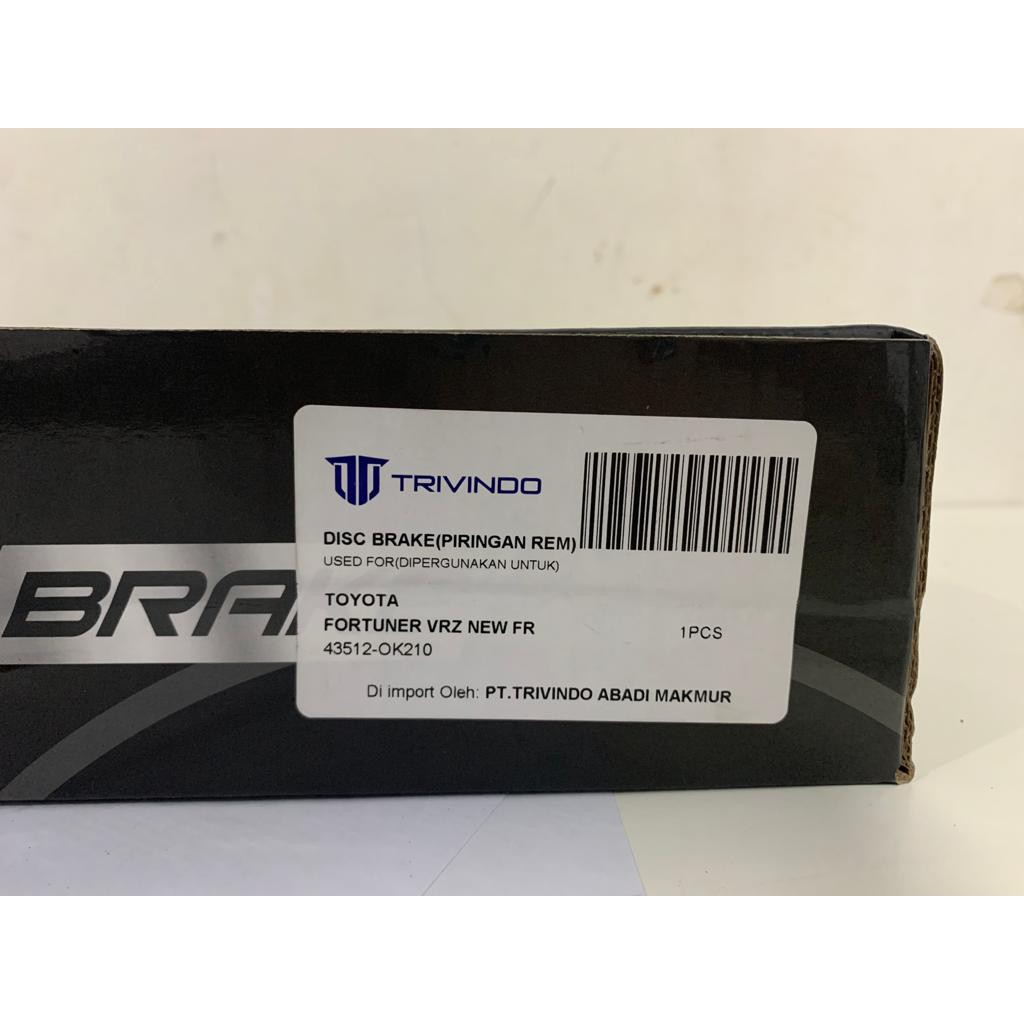 TRIVINDO
DISC BRAKE(PIRINGAN REM)
USED FOR(DIPERGUNAKAN UNTUK)
TOYOTA
FORTUNER VRZ NEW FR
1PCS
43512-OK210
Di import Oleh: PT.TRIVINDO ABADI MAKMUR
BRA